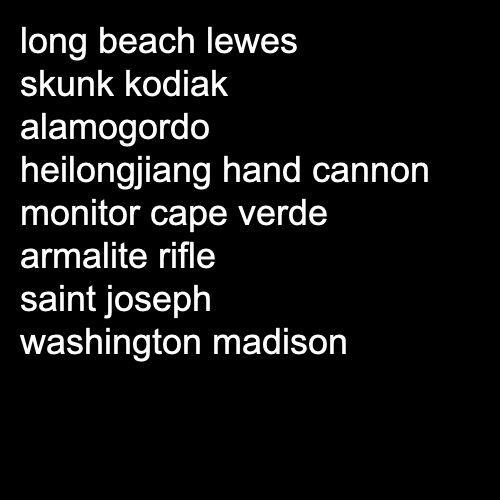 long beach lewes
skunk kodiak
alamogordo
heilongjiang hand cannon
monitor cape verde
armalite rifle
saint joseph
washington madison